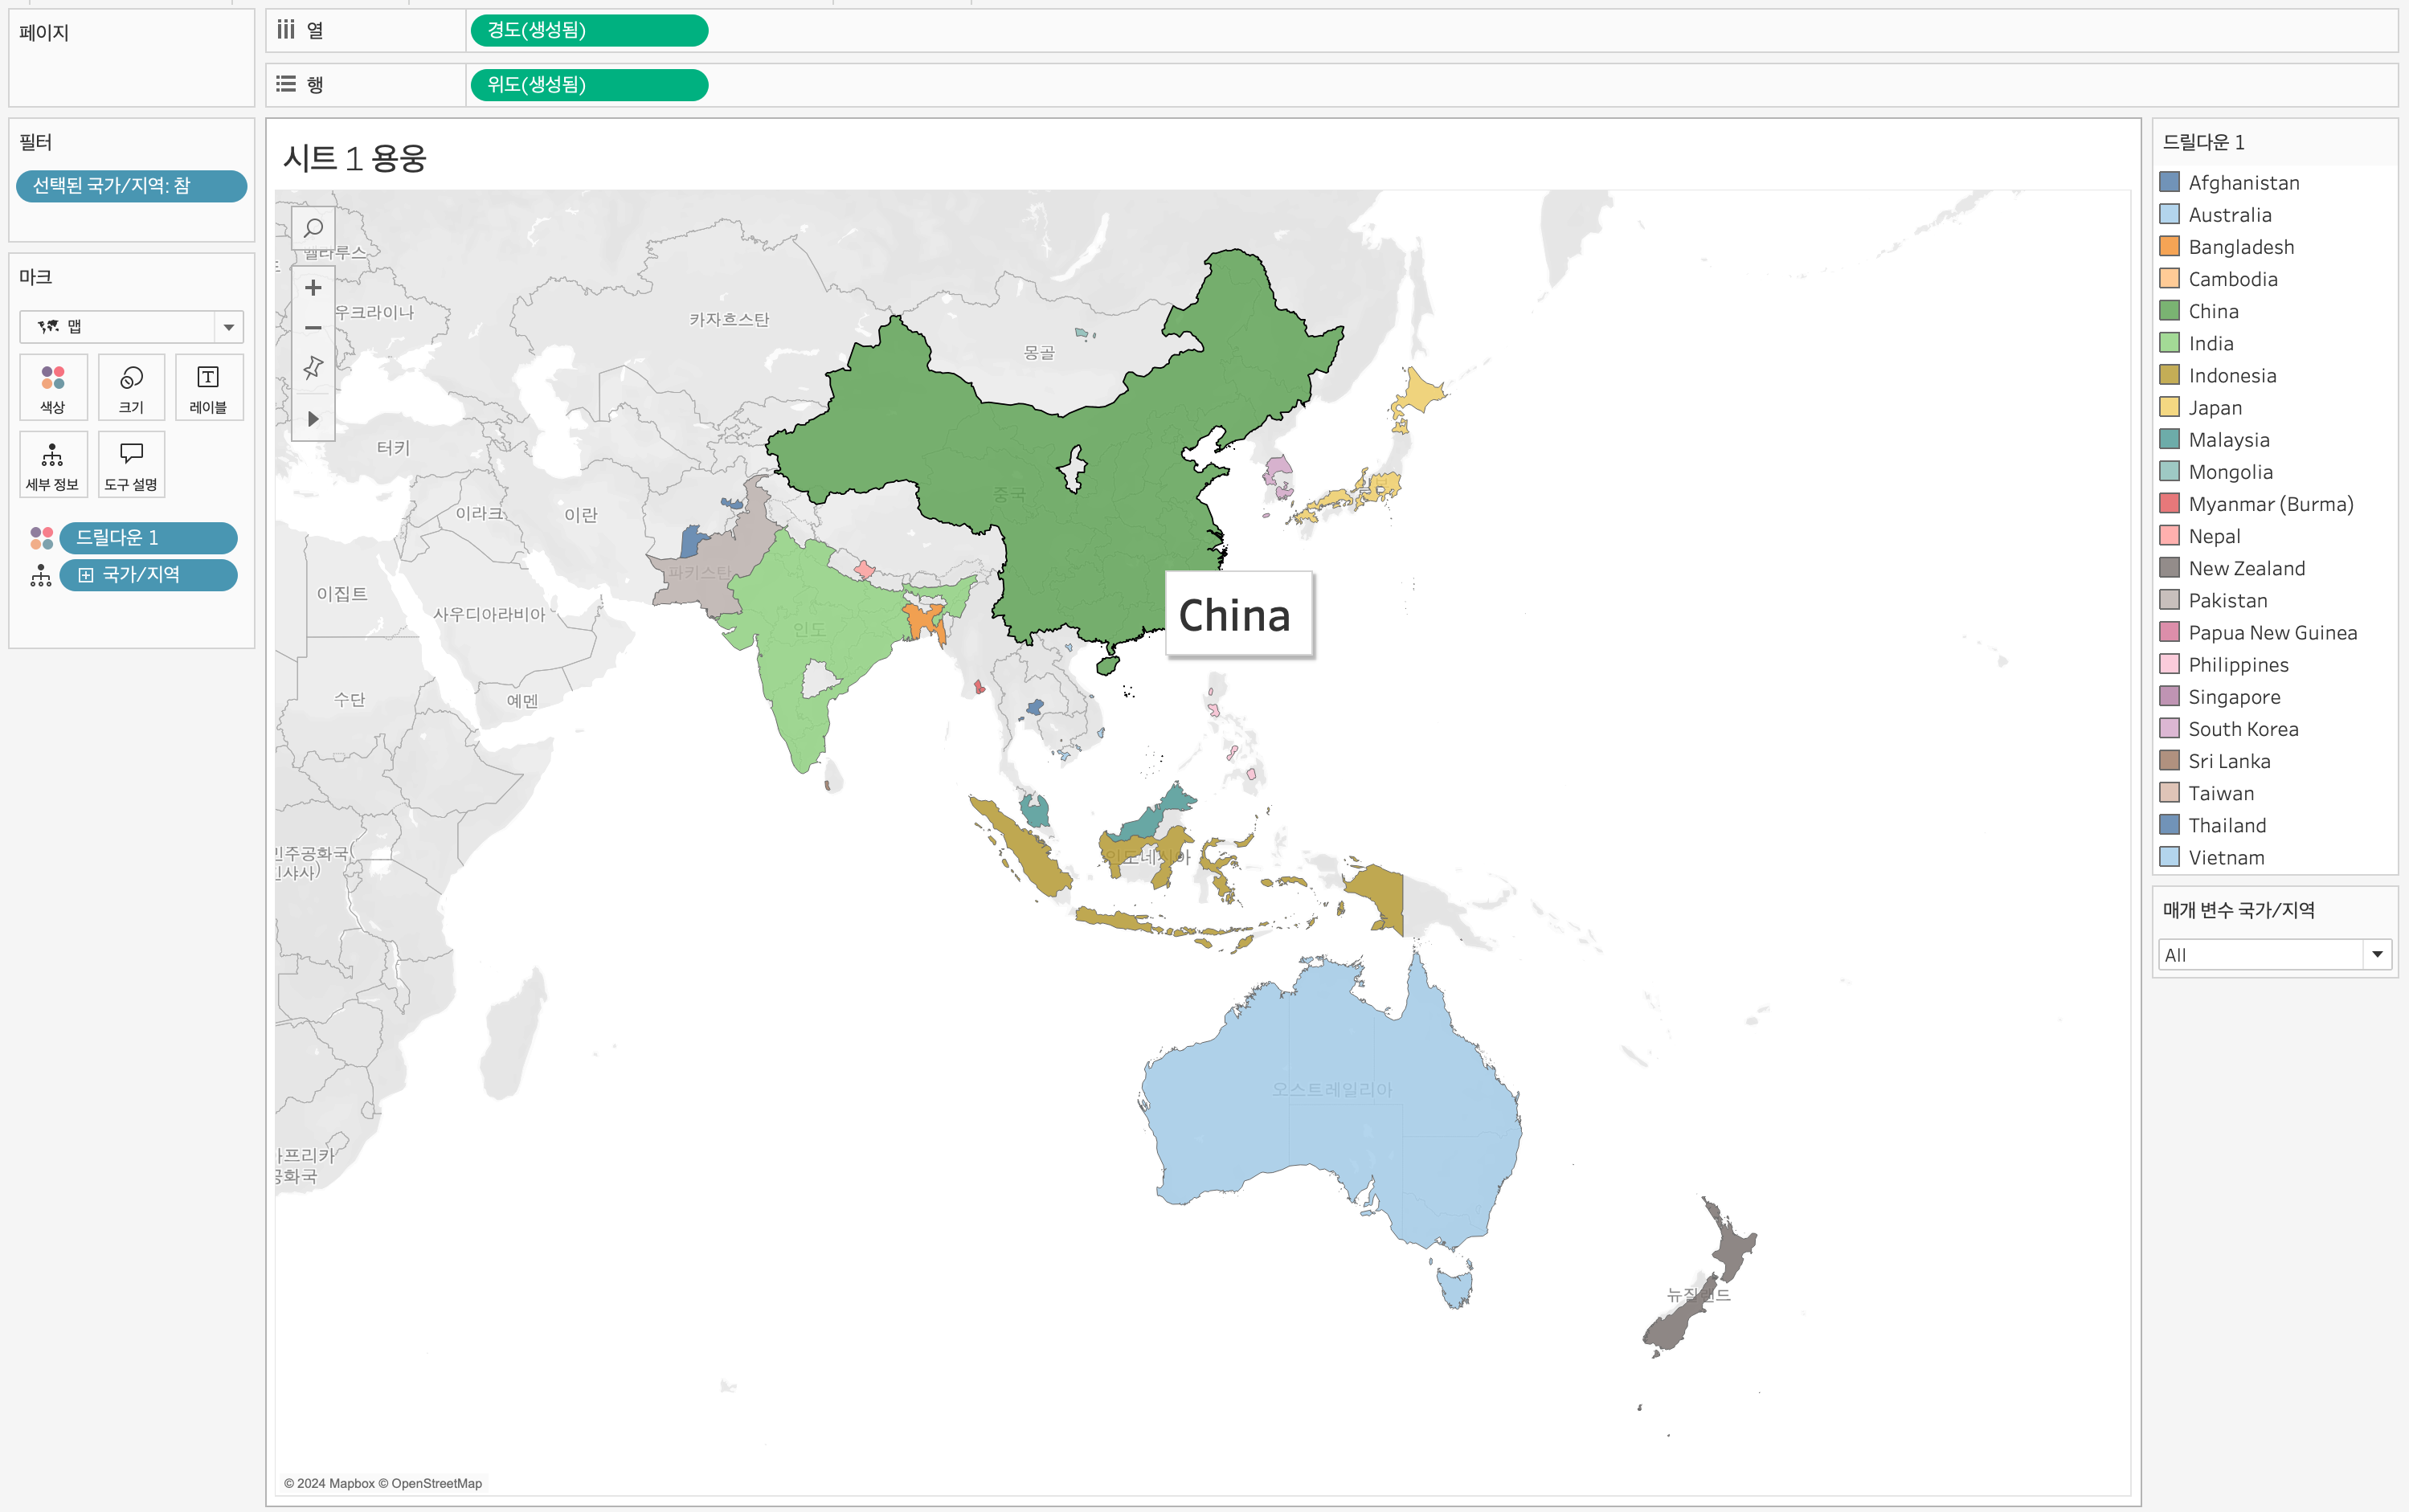 페이지
열
경도(생성됨)
행
위도(생성됨)
필터
선택된 국가/지역: 참
마크
맵
색상
크기
레이블
세부 정보
도구 설명
드릴다운 1
국가/지역
시트 1 용웅
벨라루스
우크라이나
카자흐스탄
몽골
터키
이라크
이란
중국
파키스탄
이집트
사우디아라비아
인도
수단
예멘
민주공화국(
킨샤사)
인도네시아
오스트레일리아
아프리카
공화국
뉴질랜드
China
© 2024 Mapbox © OpenStreetMap
드릴다운 1
Afghanistan
Australia
Bangladesh
Cambodia
China
India
Indonesia
Japan
Malaysia
Mongolia
Myanmar (Burma)
Nepal
New Zealand
Pakistan
Papua New Guinea
Philippines
Singapore
South Korea
Sri Lanka
Taiwan
Thailand
Vietnam
매개 변수 국가/지역
All